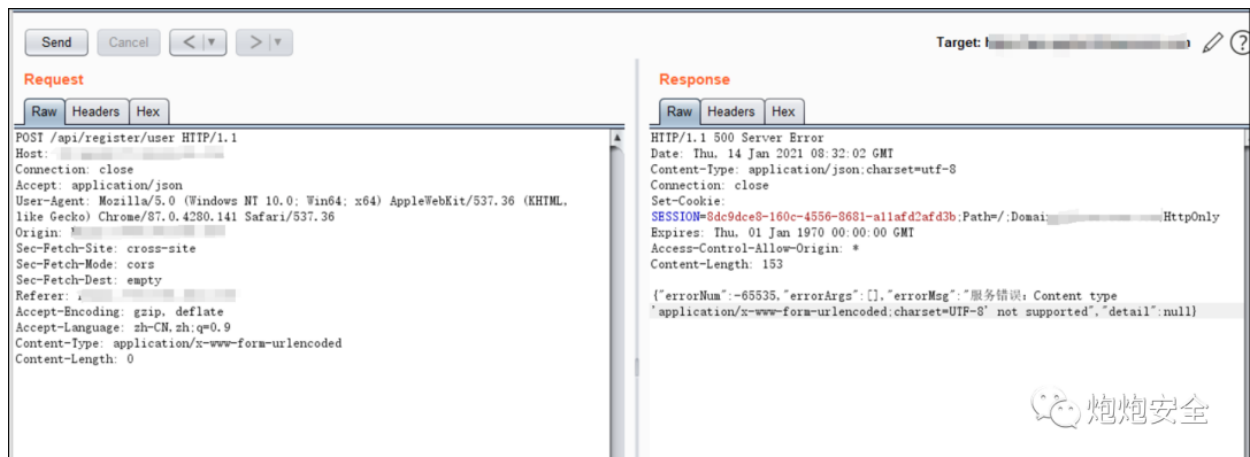 Send Cancel < >
Target: h
Request
Raw Headers Hex
POST /api/register/user HTTP/1.1
Host:
Connection: close
Accept: application/json
User-Agent: Mozilla/5.0 (Windows NT 10.0; Win64; x64) AppleWebKit/537.36 (KHTML,
like Gecko) Chrome/87.0.4280.141 Safari/537.36
Origin:
Sec-Fetch-Site: cross-site
Sec-Fetch-Mode: cors
Sec-Fetch-Dest: empty
Referer:
Accept-Encoding: gzip, deflate
Accept-Language: zh-CN,zh;q=0.9
Content-Type: application/x-www-form-urlencoded
Content-Length: 0
Response
Raw Headers Hex
HTTP/1.1 500 Server Error
Date: Thu, 14 Jan 2021 08:32:02 GMT
Content-Type: application/json;charset=utf-8
Connection: close
Set-Cookie:
SESSION=8dc9dce8-160c-4556-8681-a11afd2afd3b;Path=/;Domai HttpOnly
Expires: Thu, 01 Jan 1970 00:00:00 GMT
Access-Control-Allow-Origin: *
Content-Length: 153
{"errorNum":-65535,"errorArgs":[],"errorMsg":"服务错误：Content type
'application/x-www-form-urlencoded;charset=UTF-8' not supported","detail":null}
炮炮安全